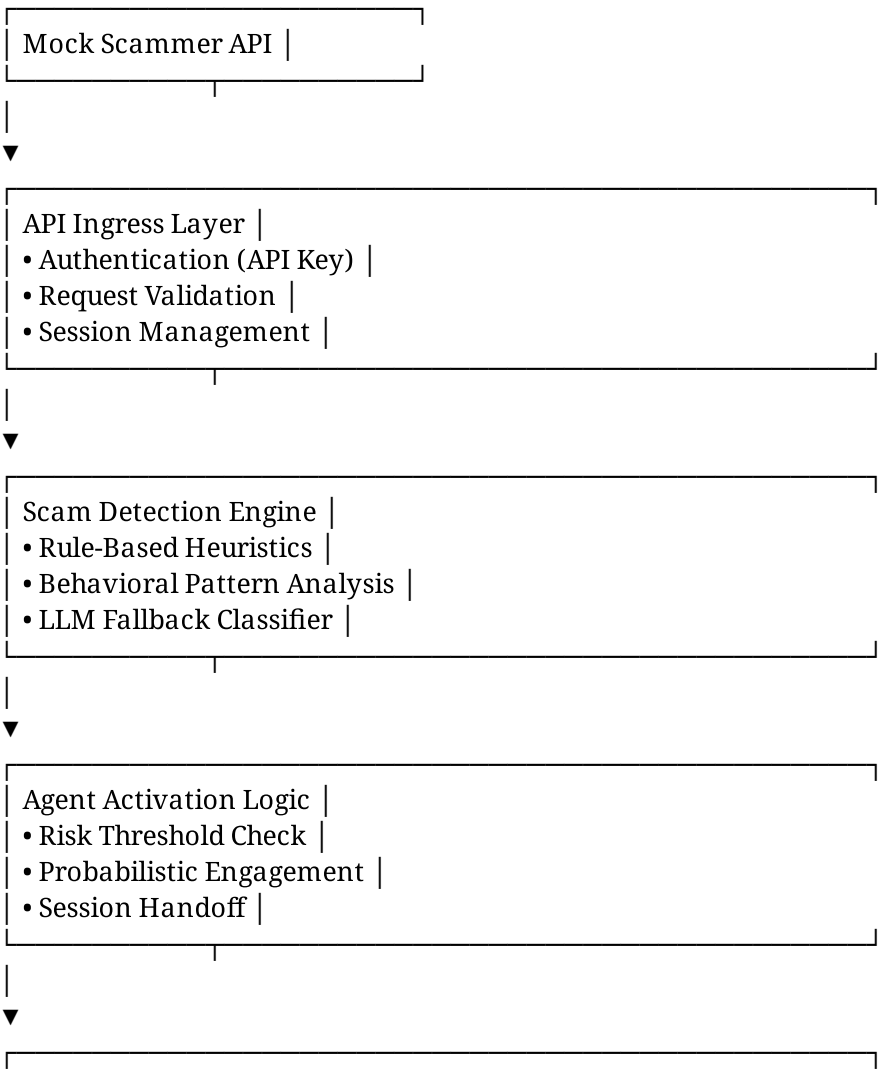 ┌──────────────────────┐
│ Mock Scammer API │
└──────────┬───────────┘
│
▼
┌──────────────────────────────────────────────┐
│ API Ingress Layer │
│ • Authentication (API Key) │
│ • Request Validation │
│ • Session Management │
└──────────┬───────────────────────────────────┘
│
▼
┌──────────────────────────────────────────────┐
│ Scam Detection Engine │
│ • Rule-Based Heuristics │
│ • Behavioral Pattern Analysis │
│ • LLM Fallback Classifier │
└──────────┬───────────────────────────────────┘
│
▼
┌──────────────────────────────────────────────┐
│ Agent Activation Logic │
│ • Risk Threshold Check │
│ • Probabilistic Engagement │
│ • Session Handoff │
└──────────┬───────────────────────────────────┘
│
▼
┌──────────────────────────────────────────────┐